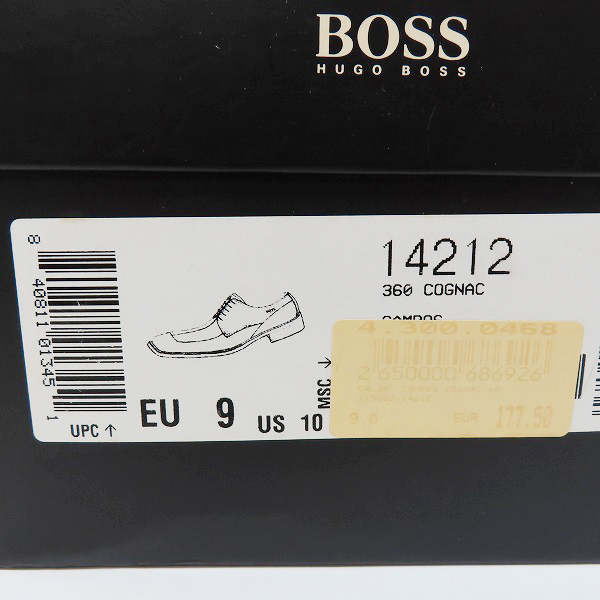 BOSS
HUGO BOSS
14212
360 COGNAC
CAMPOS
8 40811 01345 1
UPC ↑
EU 9 US 10
MSC →
4.300.0468
2 650000 686926
9.0 EUR 177.50